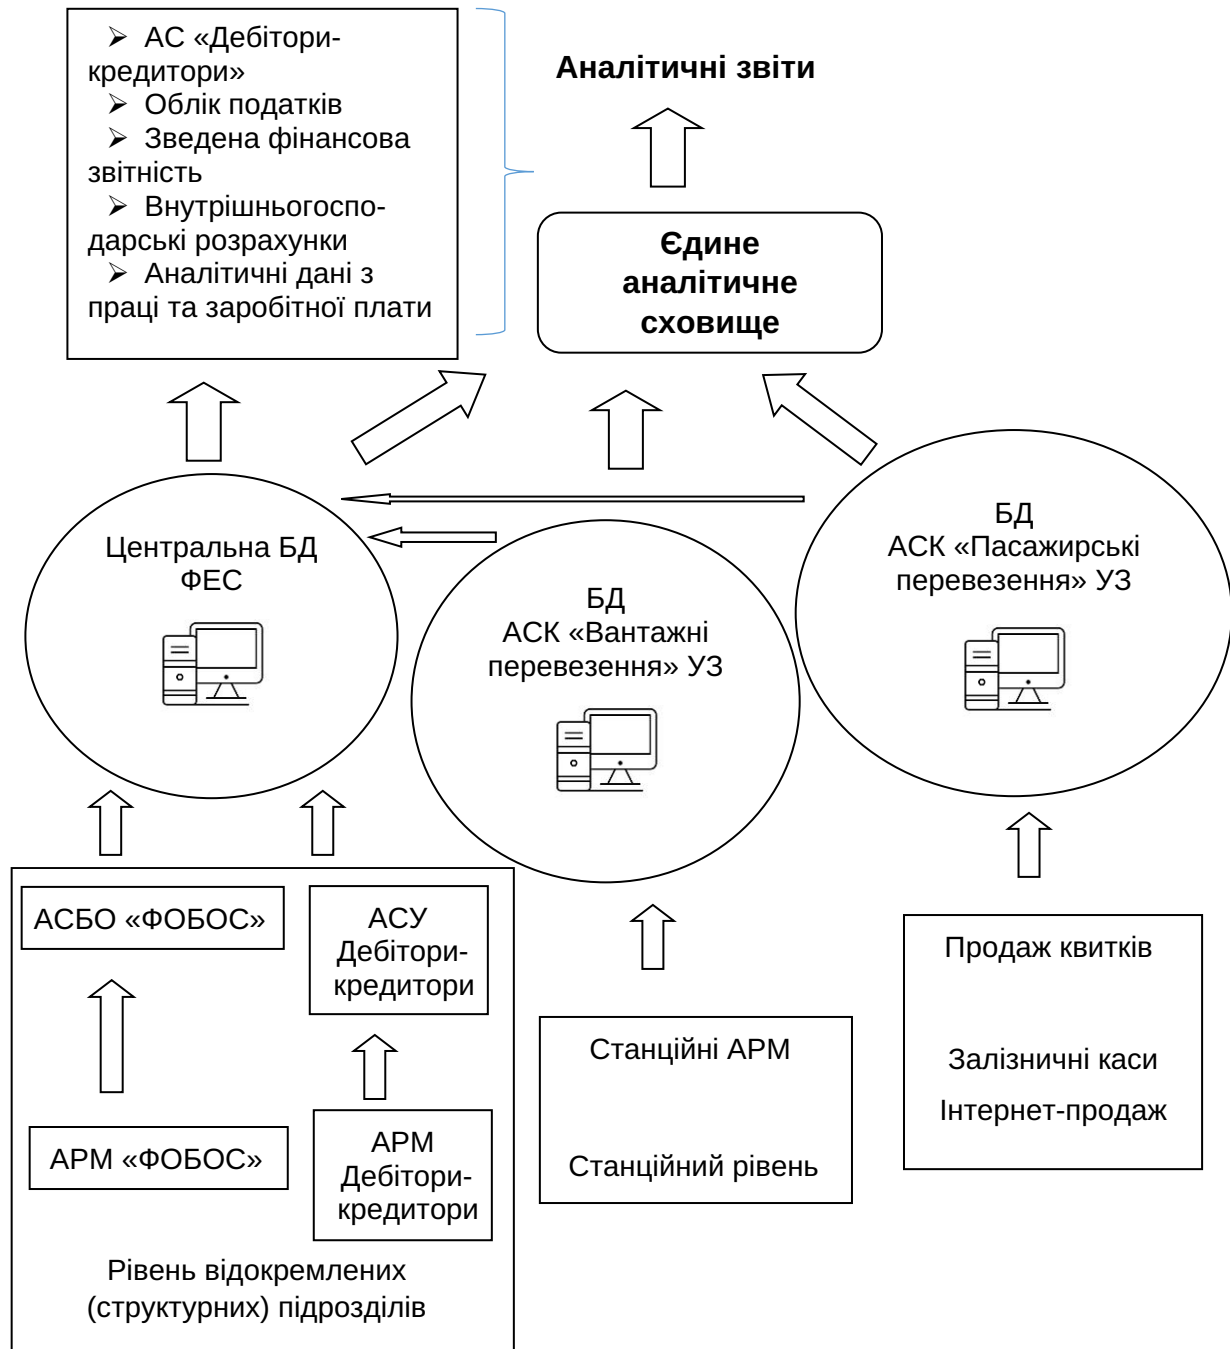 ➢ АС «Дебітори-
кредитори»
➢ Облік податків
➢ Зведена фінансова
звітність
➢ Внутрішньогоспо-
дарські розрахунки
➢ Аналітичні дані з
праці та заробітної плати
Аналітичні звіти
Єдине
аналітичне
сховище
Центральна БД
ФЕС
БД
АСК «Вантажні
перевезення» УЗ
БД
АСК «Пасажирські
перевезення» УЗ
АСБО «ФОБОС»
АСУ
Дебітори-
кредитори
АРМ «ФОБОС»
АРМ
Дебітори-
кредитори
Рівень відокремлених
(структурних) підрозділів
Станційні АРМ
Станційний рівень
Продаж квитків
Залізничні каси
Інтернет-продаж